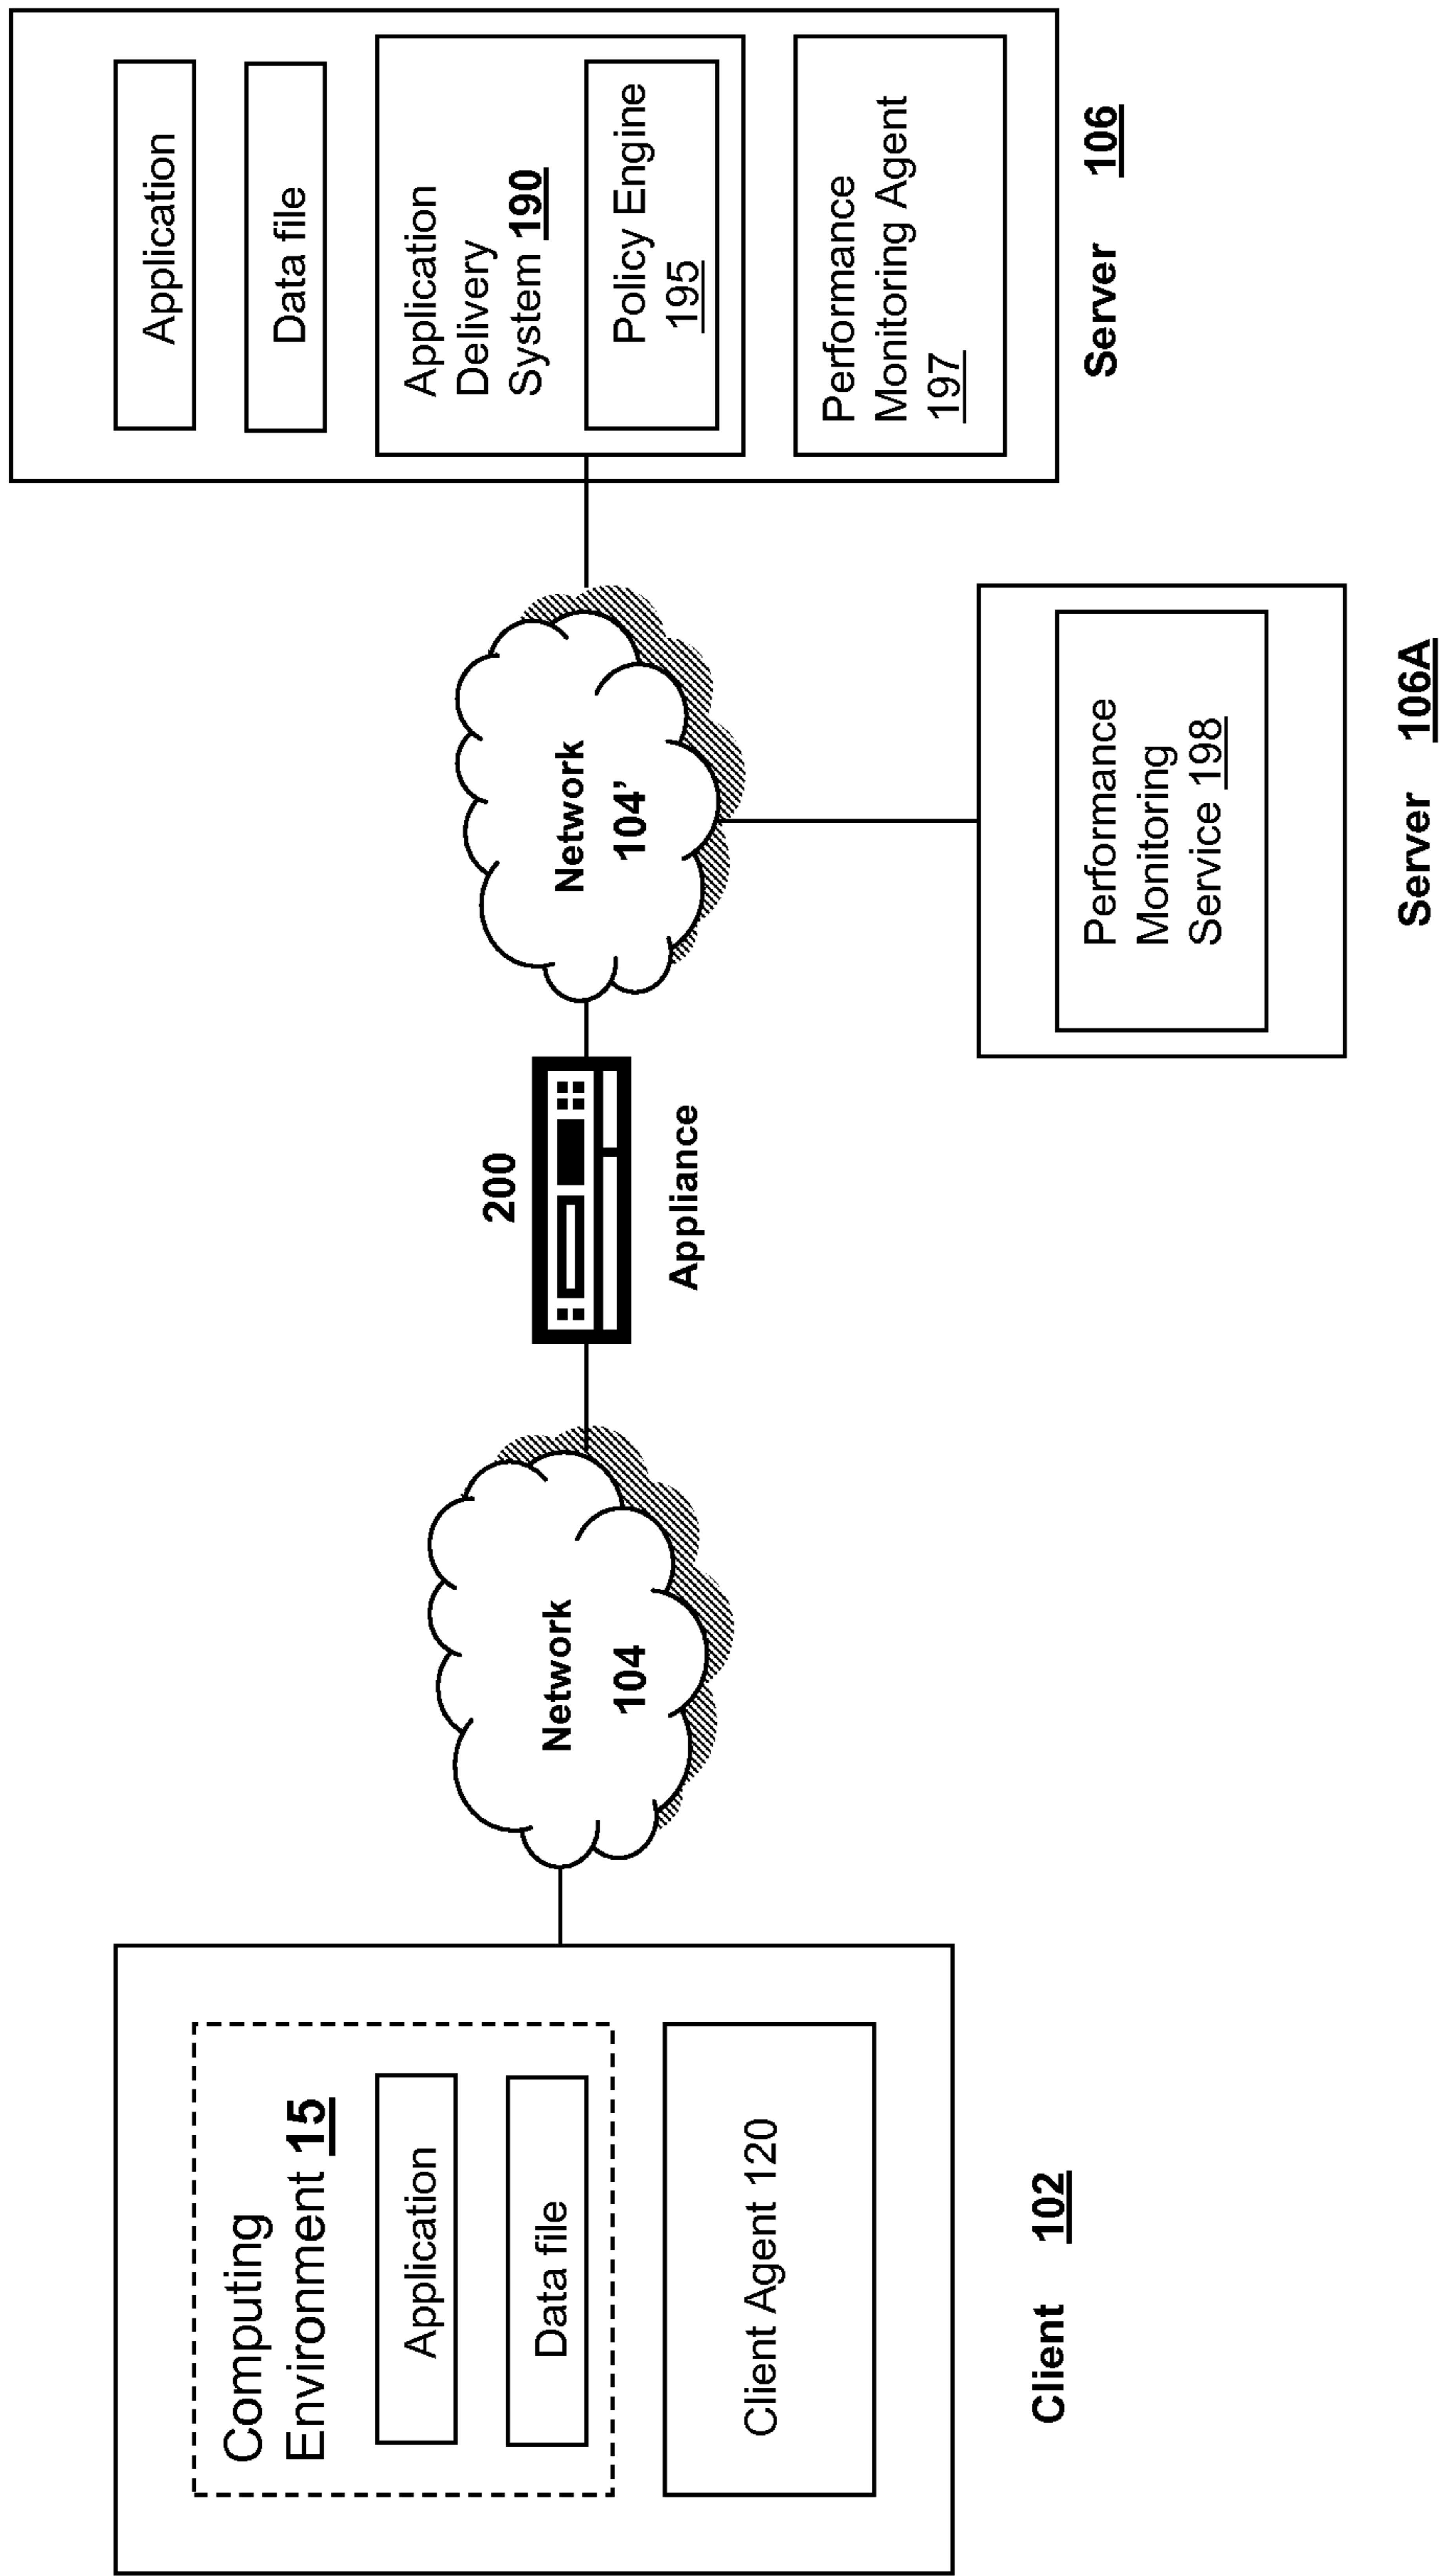 Computing
Environment 15
Application
Data file
Client Agent 120
Client 102
Network
104
200
Appliance
Network
104’
Performance
Monitoring
Service 198
Server 106A
Application
Data file
Application
Delivery
System 190
Policy Engine
195
Performance
Monitoring Agent
197
Server 106